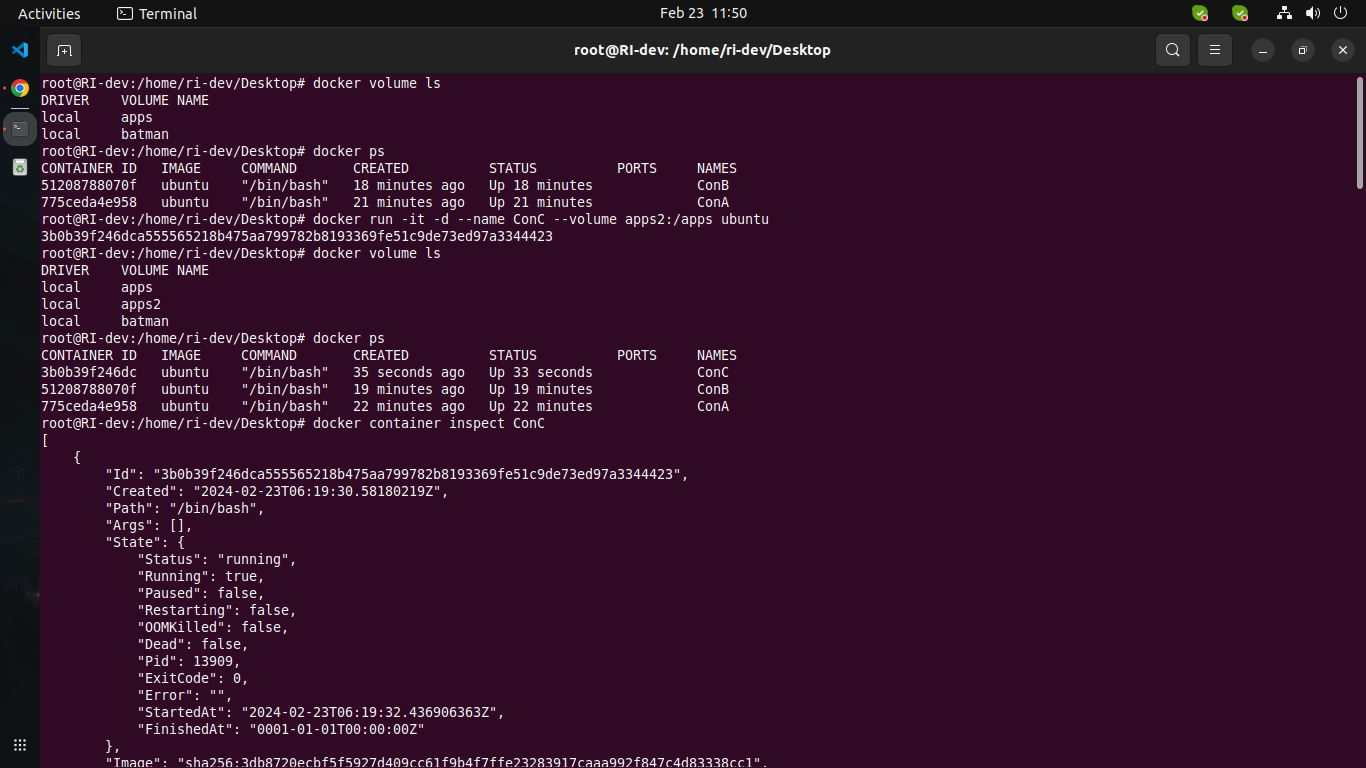 Activities Terminal Feb 23 11:50
root@RI-dev: /home/ri-dev/Desktop
root@RI-dev:/home/ri-dev/Desktop# docker volume ls
DRIVER    VOLUME NAME
local     apps
local     batman
root@RI-dev:/home/ri-dev/Desktop# docker ps
CONTAINER ID   IMAGE     COMMAND       CREATED          STATUS          PORTS     NAMES
51208788070f   ubuntu    "/bin/bash"   18 minutes ago   Up 18 minutes             ConB
775ceda4e958   ubuntu    "/bin/bash"   21 minutes ago   Up 21 minutes             ConA
root@RI-dev:/home/ri-dev/Desktop# docker run -it -d --name ConC --volume apps2:/apps ubuntu
3b0b39f246dca555565218b475aa799782b8193369fe51c9de73ed97a3344423
root@RI-dev:/home/ri-dev/Desktop# docker volume ls
DRIVER    VOLUME NAME
local     apps
local     apps2
local     batman
root@RI-dev:/home/ri-dev/Desktop# docker ps
CONTAINER ID   IMAGE     COMMAND       CREATED          STATUS          PORTS     NAMES
3b0b39f246dc   ubuntu    "/bin/bash"   35 seconds ago   Up 33 seconds             ConC
51208788070f   ubuntu    "/bin/bash"   19 minutes ago   Up 19 minutes             ConB
775ceda4e958   ubuntu    "/bin/bash"   22 minutes ago   Up 22 minutes             ConA
root@RI-dev:/home/ri-dev/Desktop# docker container inspect ConC
[
    {
        "Id": "3b0b39f246dca555565218b475aa799782b8193369fe51c9de73ed97a3344423",
        "Created": "2024-02-23T06:19:30.58180219Z",
        "Path": "/bin/bash",
        "Args": [],
        "State": {
            "Status": "running",
            "Running": true,
            "Paused": false,
            "Restarting": false,
            "OOMKilled": false,
            "Dead": false,
            "Pid": 13909,
            "ExitCode": 0,
            "Error": "",
            "StartedAt": "2024-02-23T06:19:32.436906363Z",
            "FinishedAt": "0001-01-01T00:00:00Z"
        },
        "Image": "sha256:3db8720ecbf5f5927d409cc61f9b4f7ffe23283917caaa992f847c4d83338cc1",